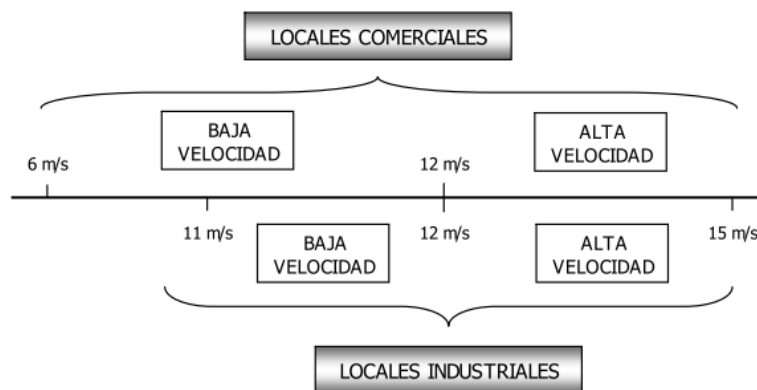 LOCALES COMERCIALES
BAJA
VELOCIDAD
ALTA
VELOCIDAD
6 m/s
12 m/s
11 m/s
BAJA
VELOCIDAD
12 m/s
ALTA
VELOCIDAD
15 m/s
LOCALES INDUSTRIALES